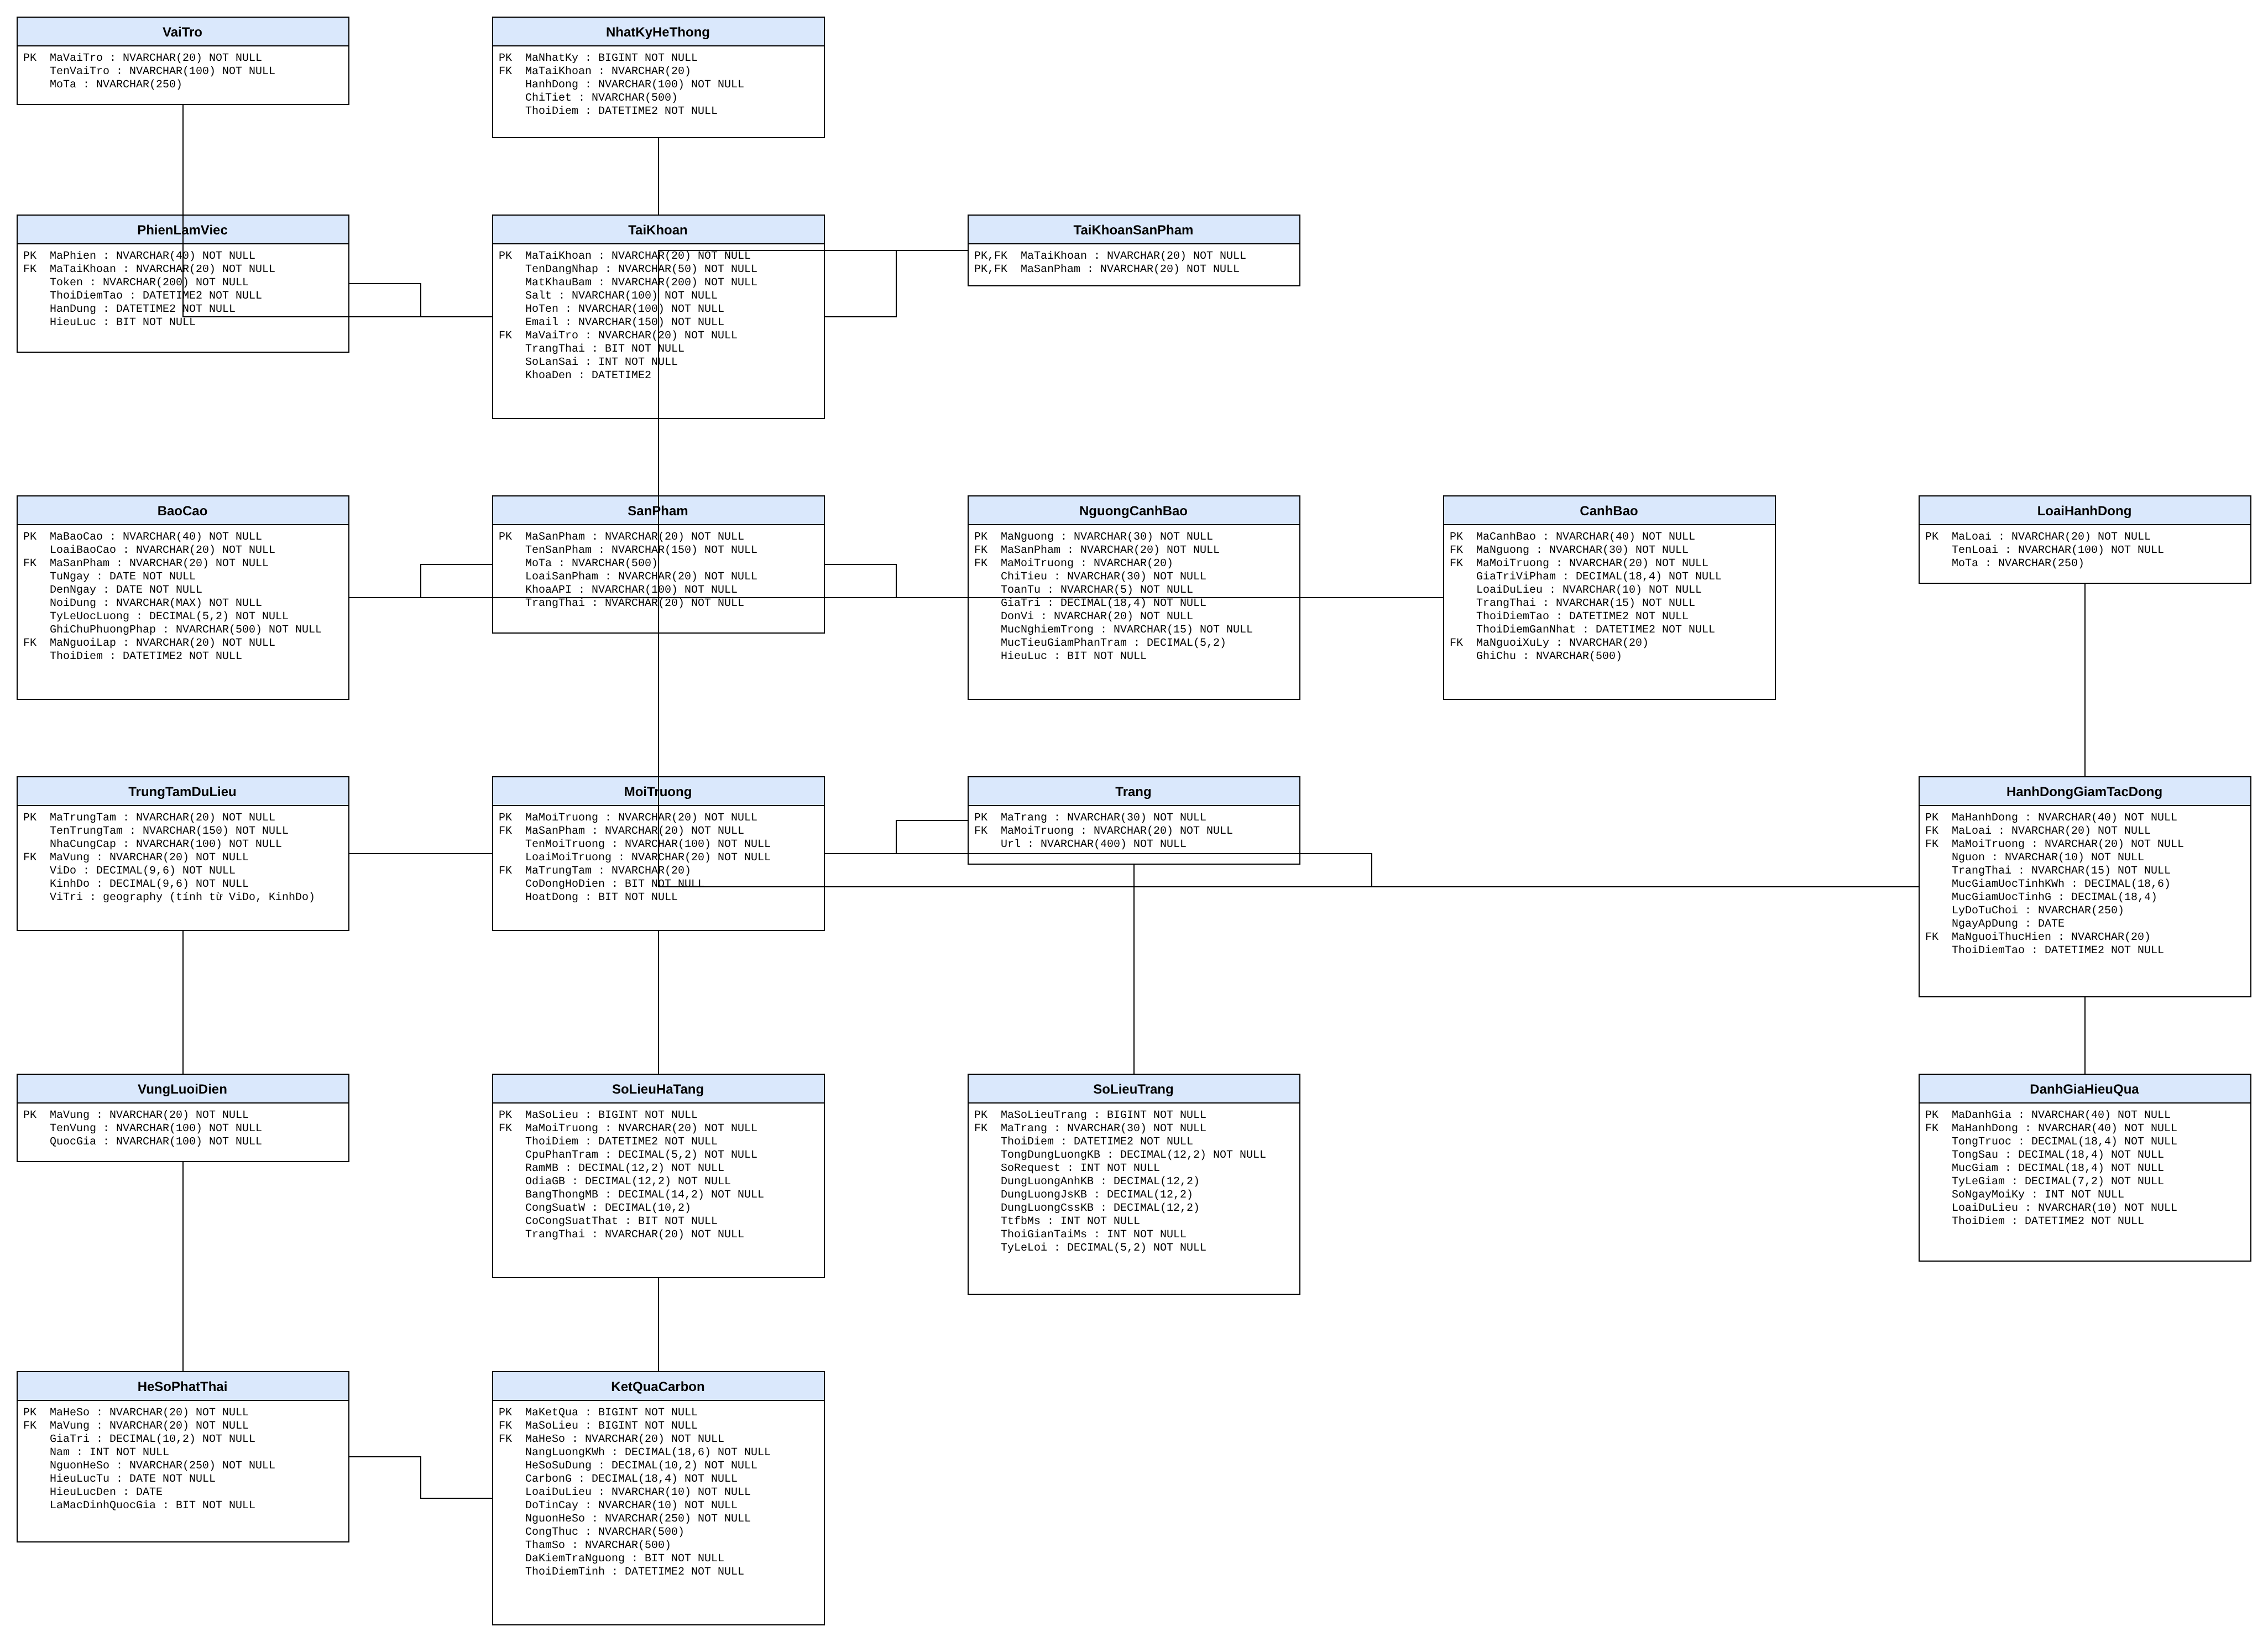 VaiTro
PK MaVaiTro : NVARCHAR(20) NOT NULL
TenVaiTro : NVARCHAR(100) NOT NULL
MoTa : NVARCHAR(250)
NhatKyHeThong
PK MaNhatKy : BIGINT NOT NULL
FK MaTaiKhoan : NVARCHAR(20)
HanhDong : NVARCHAR(100) NOT NULL
ChiTiet : NVARCHAR(500)
ThoiDiem : DATETIME2 NOT NULL
PhienLamViec
PK MaPhien : NVARCHAR(40) NOT NULL
FK MaTaiKhoan : NVARCHAR(20) NOT NULL
Token : NVARCHAR(200) NOT NULL
ThoiDiemTao : DATETIME2 NOT NULL
HanDung : DATETIME2 NOT NULL
HieuLuc : BIT NOT NULL
TaiKhoan
PK MaTaiKhoan : NVARCHAR(20) NOT NULL
TenDangNhap : NVARCHAR(50) NOT NULL
MatKhauBam : NVARCHAR(200) NOT NULL
Salt : NVARCHAR(100) NOT NULL
HoTen : NVARCHAR(100) NOT NULL
Email : NVARCHAR(150) NOT NULL
FK MaVaiTro : NVARCHAR(20) NOT NULL
TrangThai : BIT NOT NULL
SoLanSai : INT NOT NULL
KhoaDen : DATETIME2
TaiKhoanSanPham
PK,FK MaTaiKhoan : NVARCHAR(20) NOT NULL
PK,FK MaSanPham : NVARCHAR(20) NOT NULL
BaoCao
PK MaBaoCao : NVARCHAR(40) NOT NULL
LoaiBaoCao : NVARCHAR(20) NOT NULL
FK MaSanPham : NVARCHAR(20) NOT NULL
TuNgay : DATE NOT NULL
DenNgay : DATE NOT NULL
NoiDung : NVARCHAR(MAX) NOT NULL
TyLeUocLuong : DECIMAL(5,2) NOT NULL
GhiChuPhuongPhap : NVARCHAR(500) NOT NULL
FK MaNguoiLap : NVARCHAR(20) NOT NULL
ThoiDiem : DATETIME2 NOT NULL
SanPham
PK MaSanPham : NVARCHAR(20) NOT NULL
TenSanPham : NVARCHAR(150) NOT NULL
MoTa : NVARCHAR(500)
LoaiSanPham : NVARCHAR(20) NOT NULL
KhoaAPI : NVARCHAR(100) NOT NULL
TrangThai : NVARCHAR(20) NOT NULL
NguongCanhBao
PK MaNguong : NVARCHAR(30) NOT NULL
FK MaSanPham : NVARCHAR(20) NOT NULL
FK MaMoiTruong : NVARCHAR(20)
ChiTieu : NVARCHAR(30) NOT NULL
ToanTu : NVARCHAR(5) NOT NULL
GiaTri : DECIMAL(18,4) NOT NULL
DonVi : NVARCHAR(20) NOT NULL
MucNghiemTrong : NVARCHAR(15) NOT NULL
MucTieuGiamPhanTram : DECIMAL(5,2)
HieuLuc : BIT NOT NULL
CanhBao
PK MaCanhBao : NVARCHAR(40) NOT NULL
FK MaNguong : NVARCHAR(30) NOT NULL
FK MaMoiTruong : NVARCHAR(20) NOT NULL
GiaTriViPham : DECIMAL(18,4) NOT NULL
LoaiDuLieu : NVARCHAR(10) NOT NULL
TrangThai : NVARCHAR(15) NOT NULL
ThoiDiemTao : DATETIME2 NOT NULL
ThoiDiemGanNhat : DATETIME2 NOT NULL
FK MaNguoiXuLy : NVARCHAR(20)
GhiChu : NVARCHAR(500)
LoaiHanhDong
PK MaLoai : NVARCHAR(20) NOT NULL
TenLoai : NVARCHAR(100) NOT NULL
MoTa : NVARCHAR(250)
TrungTamDuLieu
PK MaTrungTam : NVARCHAR(20) NOT NULL
TenTrungTam : NVARCHAR(150) NOT NULL
NhaCungCap : NVARCHAR(100) NOT NULL
FK MaVung : NVARCHAR(20) NOT NULL
ViDo : DECIMAL(9,6) NOT NULL
KinhDo : DECIMAL(9,6) NOT NULL
ViTri : geography (tính từ ViDo, KinhDo)
MoiTruong
PK MaMoiTruong : NVARCHAR(20) NOT NULL
FK MaSanPham : NVARCHAR(20) NOT NULL
TenMoiTruong : NVARCHAR(100) NOT NULL
LoaiMoiTruong : NVARCHAR(20) NOT NULL
FK MaTrungTam : NVARCHAR(20)
CoDongHoDien : BIT NOT NULL
HoatDong : BIT NOT NULL
Trang
PK MaTrang : NVARCHAR(30) NOT NULL
FK MaMoiTruong : NVARCHAR(20) NOT NULL
Url : NVARCHAR(400) NOT NULL
HanhDongGiamTacDong
PK MaHanhDong : NVARCHAR(40) NOT NULL
FK MaLoai : NVARCHAR(20) NOT NULL
FK MaMoiTruong : NVARCHAR(20) NOT NULL
Nguon : NVARCHAR(10) NOT NULL
TrangThai : NVARCHAR(15) NOT NULL
MucGiamUocTinhKWh : DECIMAL(18,6)
MucGiamUocTinhG : DECIMAL(18,4)
LyDoTuChoi : NVARCHAR(250)
NgayApDung : DATE
FK MaNguoiThucHien : NVARCHAR(20)
ThoiDiemTao : DATETIME2 NOT NULL
VungLuoiDien
PK MaVung : NVARCHAR(20) NOT NULL
TenVung : NVARCHAR(100) NOT NULL
QuocGia : NVARCHAR(100) NOT NULL
SoLieuHaTang
PK MaSoLieu : BIGINT NOT NULL
FK MaMoiTruong : NVARCHAR(20) NOT NULL
ThoiDiem : DATETIME2 NOT NULL
CpuPhanTram : DECIMAL(5,2) NOT NULL
RamMB : DECIMAL(12,2) NOT NULL
OdiaGB : DECIMAL(12,2) NOT NULL
BangThongMB : DECIMAL(14,2) NOT NULL
CongSuatW : DECIMAL(10,2)
CoCongSuatThat : BIT NOT NULL
TrangThai : NVARCHAR(20) NOT NULL
SoLieuTrang
PK MaSoLieuTrang : BIGINT NOT NULL
FK MaTrang : NVARCHAR(30) NOT NULL
ThoiDiem : DATETIME2 NOT NULL
TongDungLuongKB : DECIMAL(12,2) NOT NULL
SoRequest : INT NOT NULL
DungLuongAnhKB : DECIMAL(12,2)
DungLuongJsKB : DECIMAL(12,2)
DungLuongCssKB : DECIMAL(12,2)
TtfbMs : INT NOT NULL
ThoiGianTaiMs : INT NOT NULL
TyLeLoi : DECIMAL(5,2) NOT NULL
DanhGiaHieuQua
PK MaDanhGia : NVARCHAR(40) NOT NULL
FK MaHanhDong : NVARCHAR(40) NOT NULL
TongTruoc : DECIMAL(18,4) NOT NULL
TongSau : DECIMAL(18,4) NOT NULL
MucGiam : DECIMAL(18,4) NOT NULL
TyLeGiam : DECIMAL(7,2) NOT NULL
SoNgayMoiKy : INT NOT NULL
LoaiDuLieu : NVARCHAR(10) NOT NULL
ThoiDiem : DATETIME2 NOT NULL
HeSoPhatThai
PK MaHeSo : NVARCHAR(20) NOT NULL
FK MaVung : NVARCHAR(20) NOT NULL
GiaTri : DECIMAL(10,2) NOT NULL
Nam : INT NOT NULL
NguonHeSo : NVARCHAR(250) NOT NULL
HieuLucTu : DATE NOT NULL
HieuLucDen : DATE
LaMacDinhQuocGia : BIT NOT NULL
KetQuaCarbon
PK MaKetQua : BIGINT NOT NULL
FK MaSoLieu : BIGINT NOT NULL
FK MaHeSo : NVARCHAR(20) NOT NULL
NangLuongKWh : DECIMAL(18,6) NOT NULL
HeSoSuDung : DECIMAL(10,2) NOT NULL
CarbonG : DECIMAL(18,4) NOT NULL
LoaiDuLieu : NVARCHAR(10) NOT NULL
DoTinCay : NVARCHAR(10) NOT NULL
NguonHeSo : NVARCHAR(250) NOT NULL
CongThuc : NVARCHAR(500)
ThamSo : NVARCHAR(500)
DaKiemTraNguong : BIT NOT NULL
ThoiDiemTinh : DATETIME2 NOT NULL